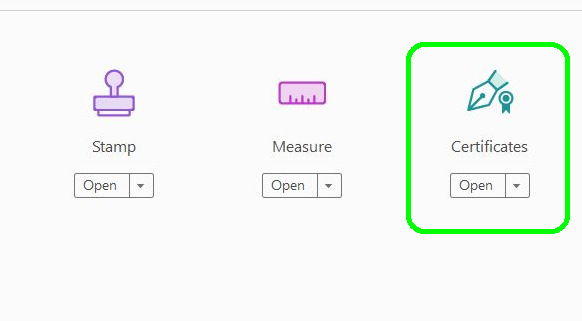 Stamp Measure Certificates
Open Open Open